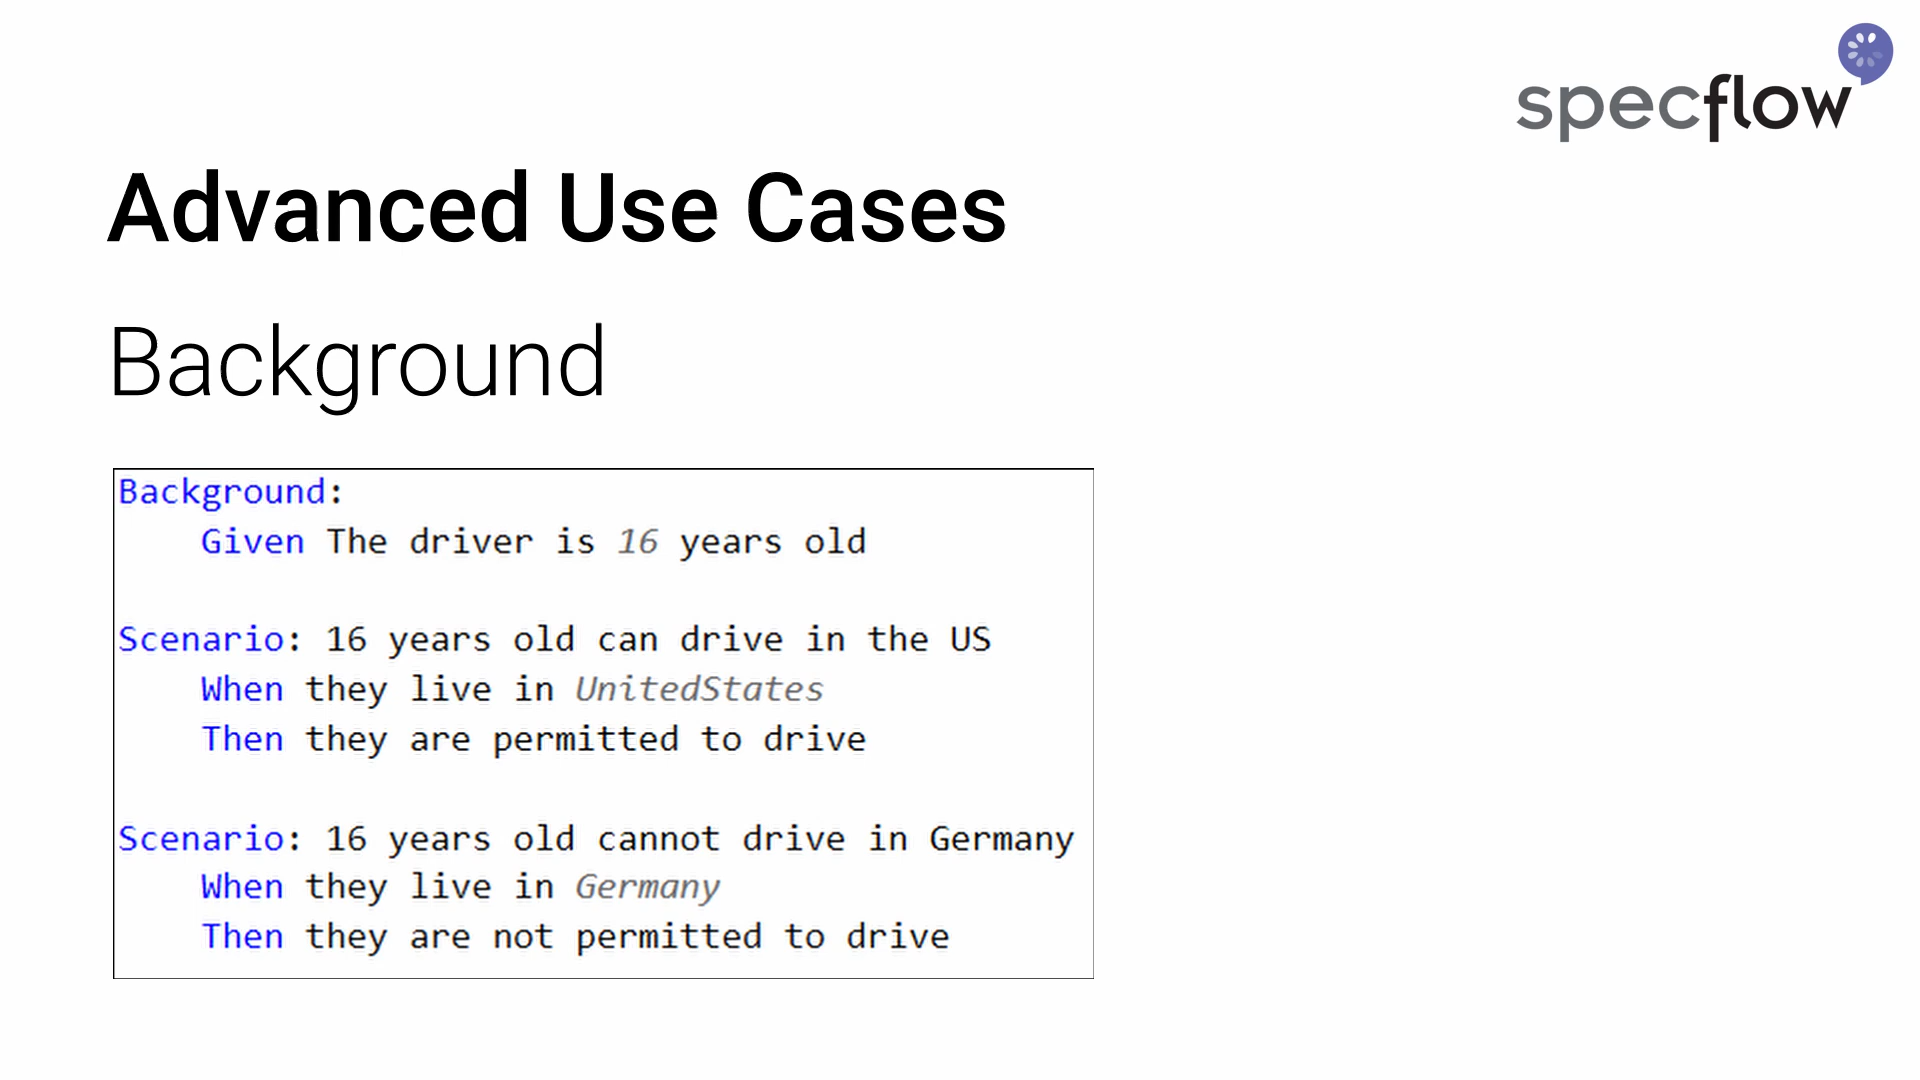 specflow
Advanced Use Cases
Background
Background:
Given The driver is 16 years old
Scenario: 16 years old can drive in the US
When they live in UnitedStates
Then they are permitted to drive
Scenario: 16 years old cannot drive in Germany
When they live in Germany
Then they are not permitted to drive